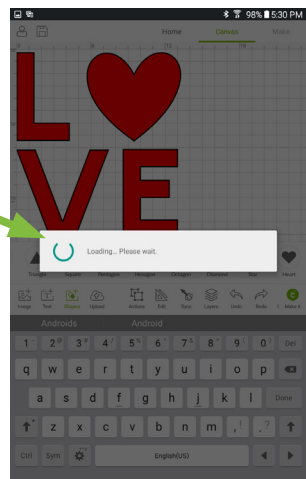 98% 5:30 PM
Home Canvas Make
L
V E
Loading... Please wait.
Triangle Square Pentagon Hexagon Octagon Diamond Star Heart
Image Text Shapes Upload Actions Edit Sync Layers Undo Redo Make It
Androids Android
1 2@ 3# 4/ 5% 6^ 7& 8* 9( 0) Del
q w e r t y u i o p
a s d f g h j k l Done
z x c v b n m ,! .?
Ctrl Sym English(US)